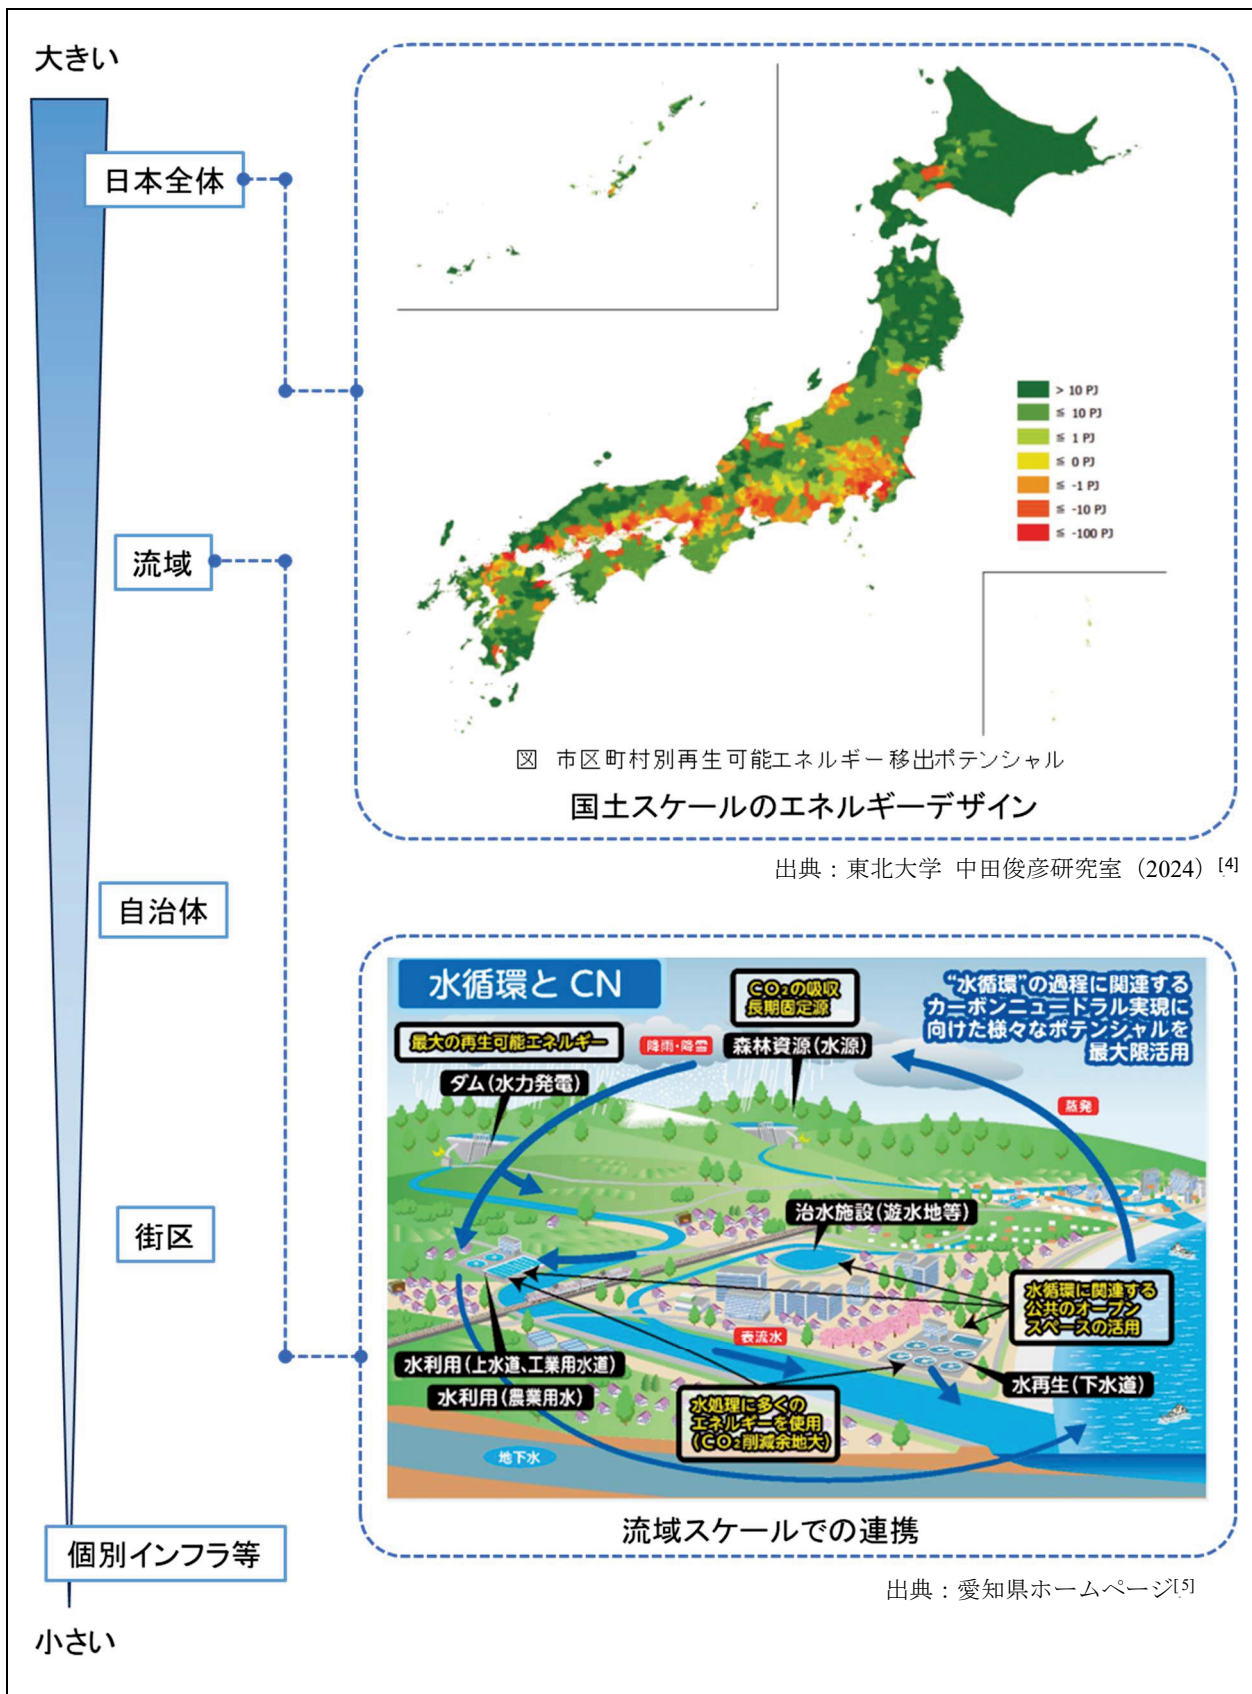 大きい
日本全体
流域
自治体
街区
個別インフラ等
小さい
> 10 PJ
≦ 10 PJ
≦ 1 PJ
≦ 0 PJ
≦ -1 PJ
≦ -10 PJ
≦ -100 PJ
図 市区町村別再生可能エネルギー移出ポテンシャル
国土スケールのエネルギーデザイン
出典：東北大学 中田俊彦研究室（2024）[4]
水循環と CN
CO₂の吸収
長期固定源
“水循環”の過程に関連する
カーボンニュードラル実現に
向けた様々なポテンシャルを
最大限活用
最大の再生可能エネルギー
降雨・降雪
森林資源(水源)
ダム(水力発電)
蒸発
治水施設(遊水地等)
水循環に関連する
公共のオープン
スペースの活用
表流水
水利用(上水道、工業用水道)
水利用(農業用水)
水再生(下水道)
水処理に多くの
エネルギーを使用
(CO₂削減余地大)
地下水
流域スケールでの連携
出典：愛知県ホームページ[5]